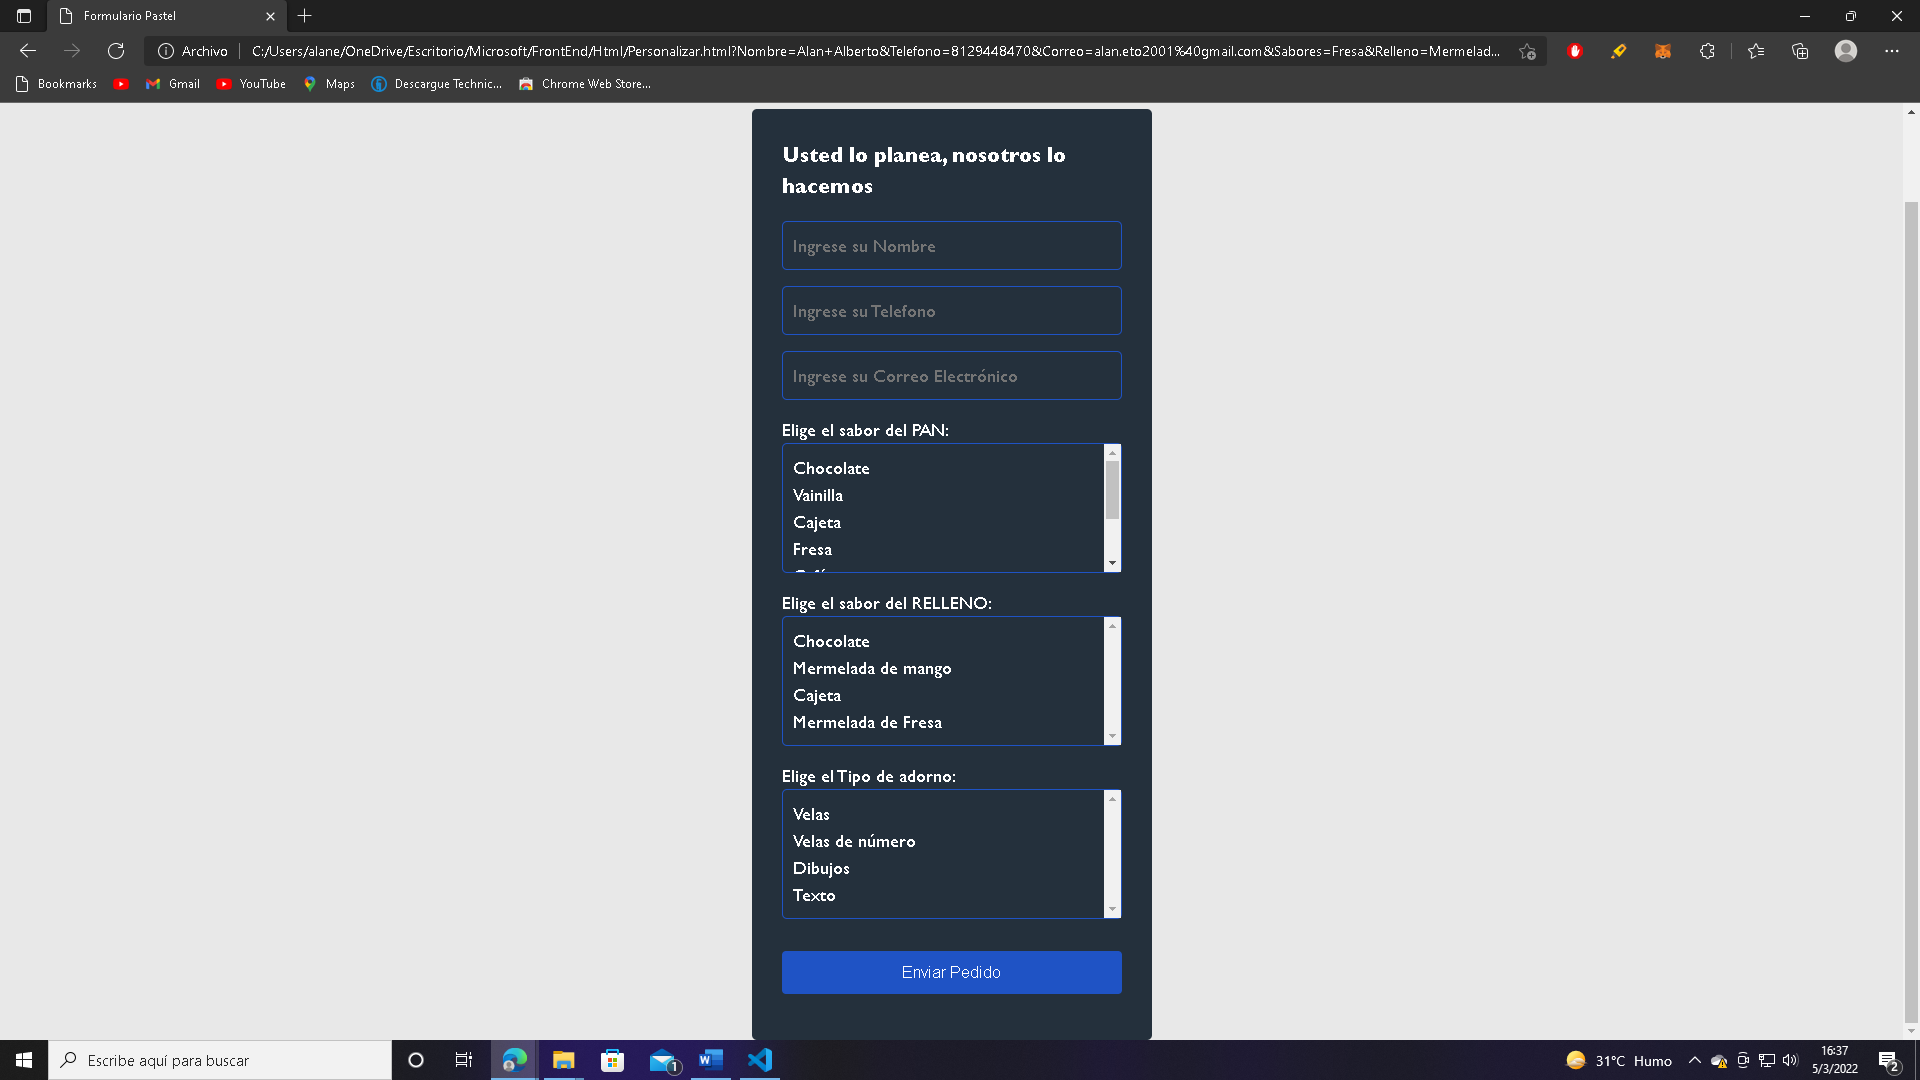 Formulario Pastel
Archivo
C:/Users/alane/OneDrive/Escritorio/Microsoft/FrontEnd/Html/Personalizar.html?Nombre=Alan+Alberto&Telefono=8129448470&Correo=alan.eto2001%40gmail.com&Sabores=Fresa&Relleno=Mermelad...
Bookmarks
Gmail
YouTube
Maps
Descargue Technic...
Chrome Web Store...
Usted lo planea, nosotros lo
hacemos
Ingrese su Nombre
Ingrese su Telefono
Ingrese su Correo Electrónico
Elige el sabor del PAN:
Chocolate
Vainilla
Cajeta
Fresa
Elige el sabor del RELLENO:
Chocolate
Mermelada de mango
Cajeta
Mermelada de Fresa
Elige el Tipo de adorno:
Velas
Velas de número
Dibujos
Texto
Enviar Pedido
Escribe aquí para buscar
1
31°C Humo
16:37
5/3/2022
2